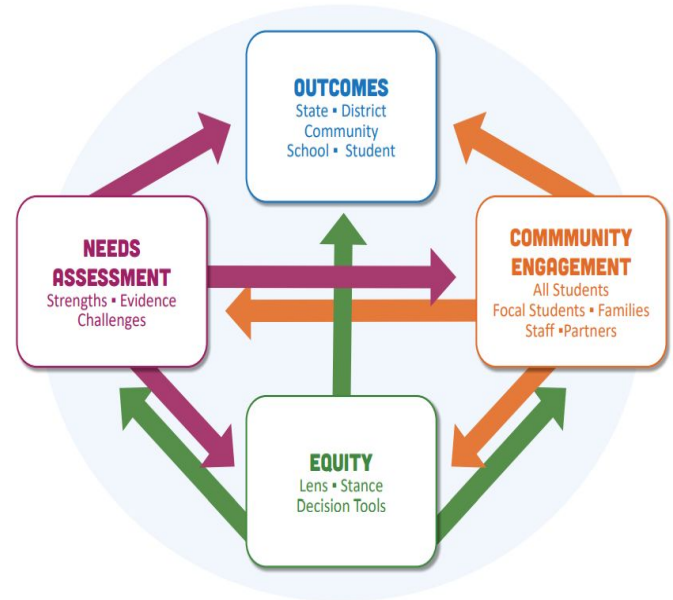 OUTCOMES
State ▪ District
Community
School ▪ Student
NEEDS
ASSESSMENT
Strengths ▪ Evidence
Challenges
COMMMUNITY
ENGAGEMENT
All Students
Focal Students ▪ Families
Staff ▪Partners
EQUITY
Lens ▪ Stance
Decision Tools